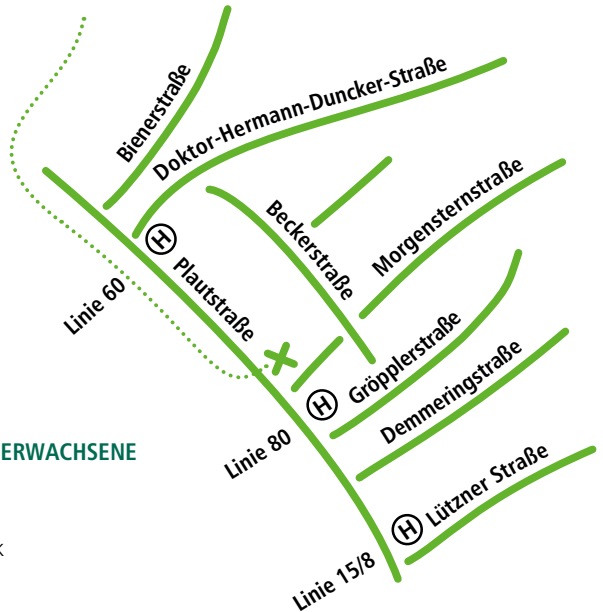 Bienerstraße
Doktor-Hermann-Duncker-Straße
Beckerstraße
Morgensternstraße
H
Plautstraße
Linie 60
Gröpplerstraße
H
Demmeringstraße
Linie 80
ERWACHSENE
Lützner Straße
H
K
Linie 15/8